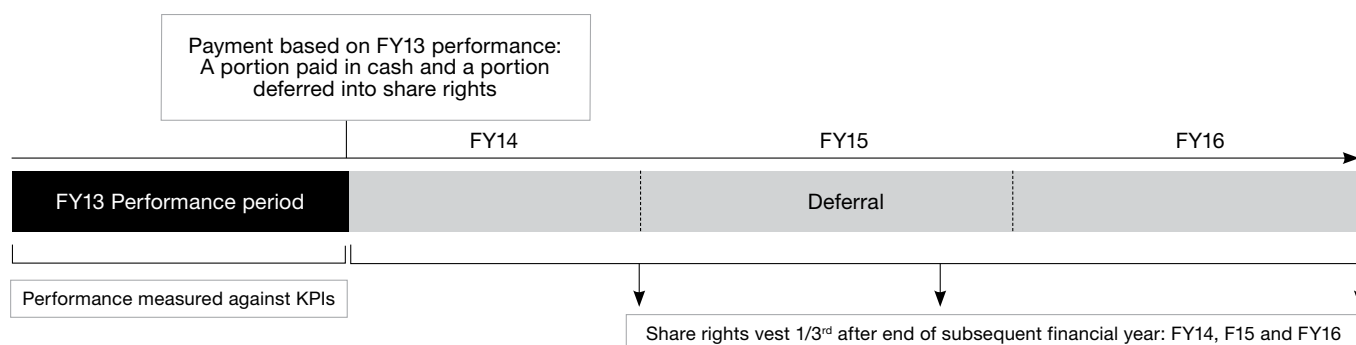 Payment based on FY13 performance:
A portion paid in cash and a portion
deferred into share rights
FY14
FY15
FY16
FY13 Performance period
Deferral
Performance measured against KPIs
Share rights vest 1/3rd after end of subsequent financial year: FY14, F15 and FY16